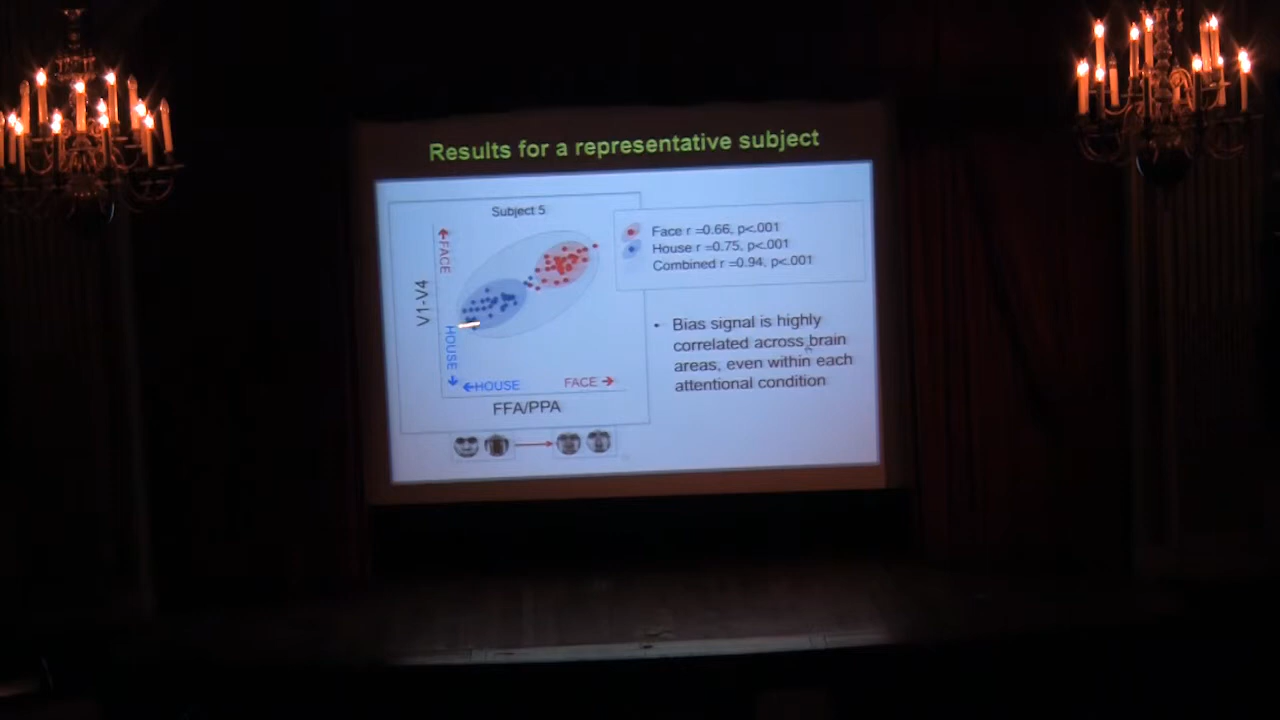 Results for a representative subject
Subject 5
FACE
V1-V4
HOUSE
HOUSE
FACE
FFA/PPA
Face r =0.66, p<.001
House r =0.75, p<.001
Combined r =0.94, p<.001
• Bias signal is highly
correlated across brain
areas, even within each
attentional condition